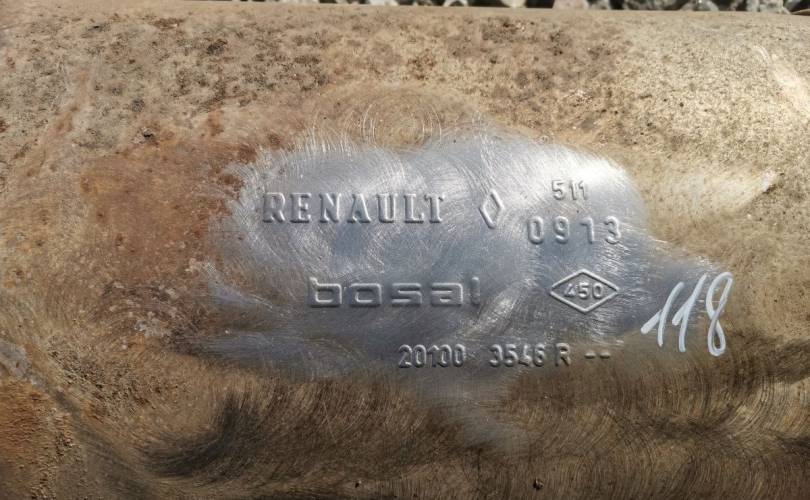 RENAULT 511
0913
bosal 450
118
20100 3546 R --